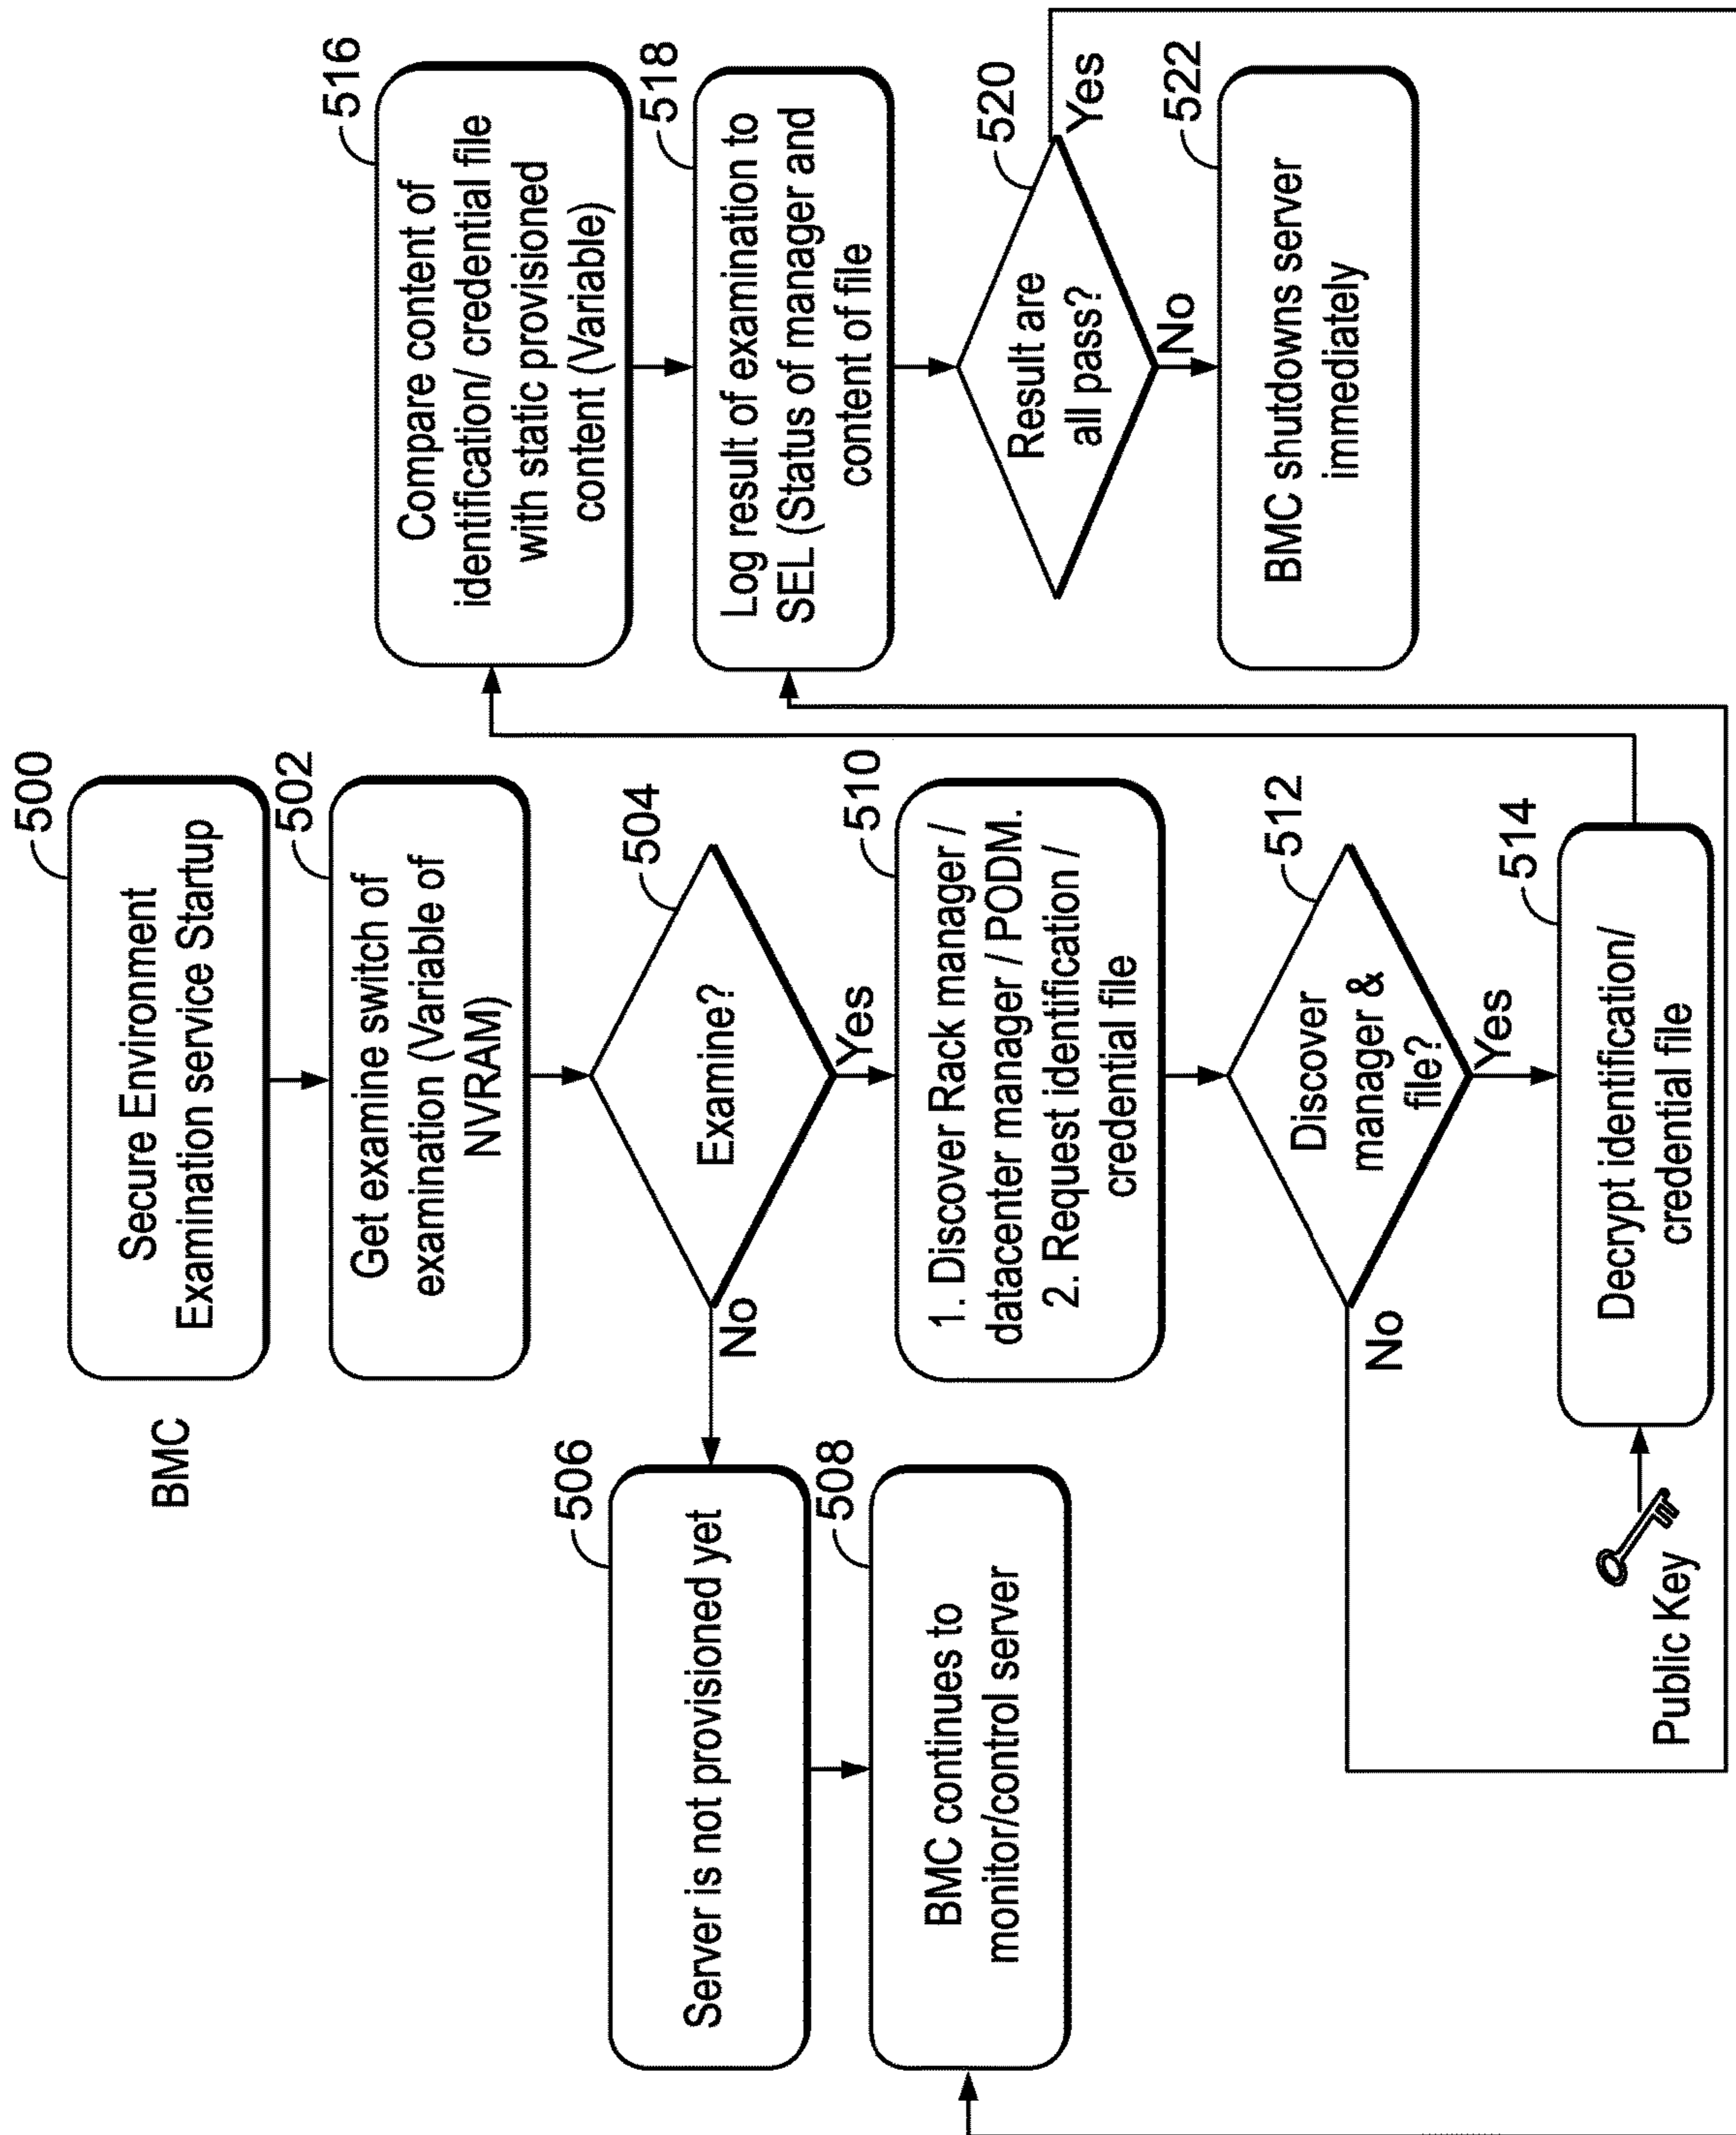 BMC
500
Secure Environment
Examination service Startup
502
Get examine switch of
examination (Variable of
NVRAM)
504
Examine?
No
Yes
506
Server is not provisioned yet
508
BMC continues to
monitor/control server
510
1. Discover Rack manager /
datacenter manager / PODM.
2. Request identification /
credential file
512
Discover
manager &
file?
No
Yes
514
Decrypt identification/
credential file
Public Key
516
Compare content of
identification/ credential file
with static provisioned
content (Variable)
518
Log result of examination to
SEL (Status of manager and
content of file
520
Result are
all pass?
Yes
No
522
BMC shutdowns server
immediately